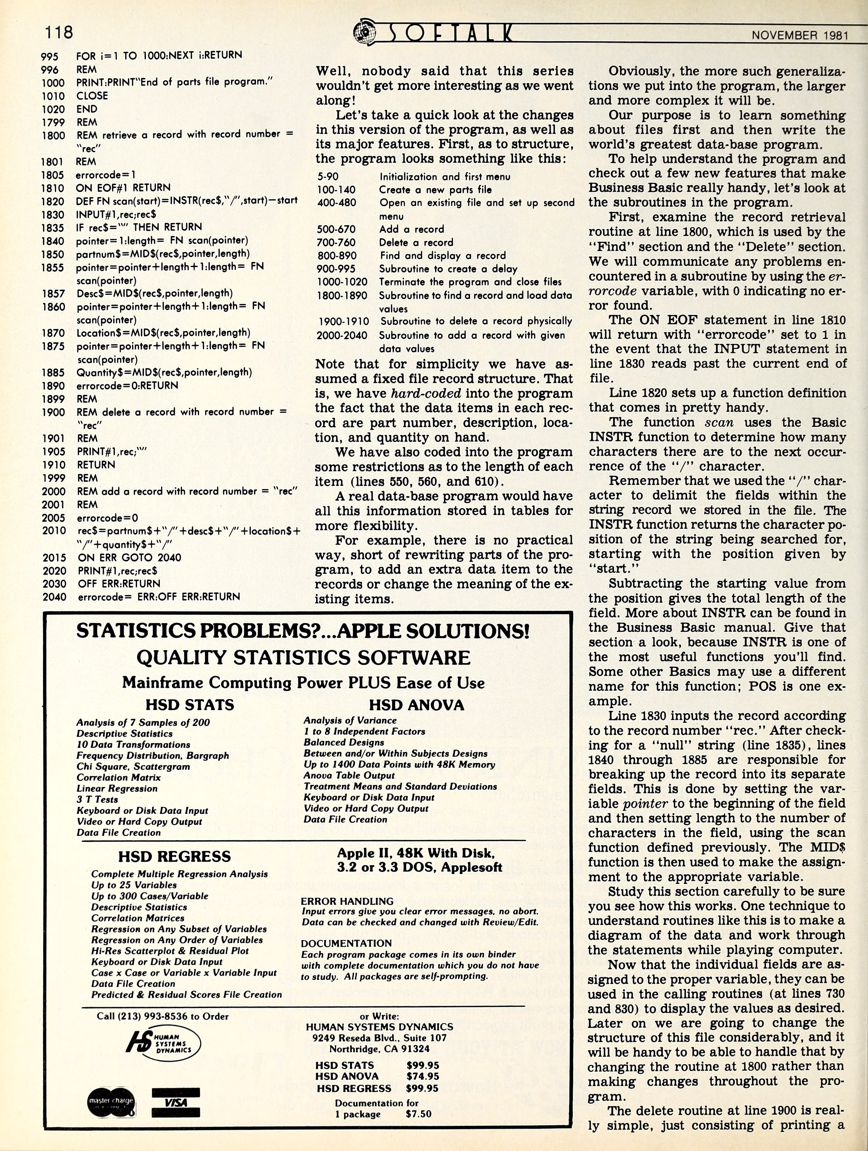 118
SOFTALK
NOVEMBER 1981
995 FOR i=1 TO 1000:NEXT i:RETURN
996 REM
1000 PRINT:PRINT"End of parts file program."
1010 CLOSE
1020 END
1799 REM
1800 REM retrieve a record with record number =
"rec"
1801 REM
1805 errorcode=1
1810 ON EOF#1 RETURN
1820 DEF FN scan(start)=INSTR(rec$,"/",start)−start
1830 INPUT#1,rec;rec$
1835 IF rec$="" THEN RETURN
1840 pointer=1:length= FN scan(pointer)
1850 partnum$=MID$(rec$,pointer,length)
1855 pointer=pointer+length+1:length= FN
scan(pointer)
1857 Desc$=MID$(rec$,pointer,length)
1860 pointer=pointer+length+1:length= FN
scan(pointer)
1870 Location$=MID$(rec$,pointer,length)
1875 pointer=pointer+length+1:length= FN
scan(pointer)
1885 Quantity$=MID$(rec$,pointer,length)
1890 errorcode=0:RETURN
1899 REM
1900 REM delete a record with record number =
"rec"
1901 REM
1905 PRINT#1,rec;""
1910 RETURN
1999 REM
2000 REM add a record with record number = "rec"
2001 REM
2005 errorcode=0
2010 rec$=partnum$+"/"+desc$+"/"+location$+
"/"+quantity$+"/"
2015 ON ERR GOTO 2040
2020 PRINT#1,rec;rec$
2030 OFF ERR:RETURN
2040 errorcode= ERR:OFF ERR:RETURN
Well, nobody said that this series
wouldn't get more interesting as we went
along!
Let's take a quick look at the changes
in this version of the program, as well as
its major features. First, as to structure,
the program looks something like this:
5-90 Initialization and first menu
100-140 Create a new parts file
400-480 Open an existing file and set up second
menu
500-670 Add a record
700-760 Delete a record
800-890 Find and display a record
900-995 Subroutine to create a delay
1000-1020 Terminate the program and close files
1800-1890 Subroutine to find a record and load data
values
1900-1910 Subroutine to delete a record physically
2000-2040 Subroutine to add a record with given
data values
Note that for simplicity we have as-
sumed a fixed file record structure. That
is, we have hard-coded into the program
the fact that the data items in each rec-
ord are part number, description, loca-
tion, and quantity on hand.
We have also coded into the program
some restrictions as to the length of each
item (lines 550, 560, and 610).
A real data-base program would have
all this information stored in tables for
more flexibility.
For example, there is no practical
way, short of rewriting parts of the pro-
gram, to add an extra data item to the
records or change the meaning of the ex-
isting items.
Obviously, the more such generaliza-
tions we put into the program, the larger
and more complex it will be.
Our purpose is to learn something
about files first and then write the
world's greatest data-base program.
To help understand the program and
check out a few new features that make
Business Basic really handy, let's look at
the subroutines in the program.
First, examine the record retrieval
routine at line 1800, which is used by the
"Find" section and the "Delete" section.
We will communicate any problems en-
countered in a subroutine by using the er-
rorcode variable, with 0 indicating no er-
ror found.
The ON EOF statement in line 1810
will return with "errorcode" set to 1 in
the event that the INPUT statement in
line 1830 reads past the current end of
file.
Line 1820 sets up a function definition
that comes in pretty handy.
The function scan uses the Basic
INSTR function to determine how many
characters there are to the next occur-
rence of the "/" character.
Remember that we used the "/" char-
acter to delimit the fields within the
string record we stored in the file. The
INSTR function returns the character po-
sition of the string being searched for,
starting with the position given by
"start."
Subtracting the starting value from
the position gives the total length of the
field. More about INSTR can be found in
the Business Basic manual. Give that
section a look, because INSTR is one of
the most useful functions you'll find.
Some other Basics may use a different
name for this function; POS is one ex-
ample.
Line 1830 inputs the record according
to the record number "rec." After check-
ing for a "null" string (line 1835), lines
1840 through 1885 are responsible for
breaking up the record into its separate
fields. This is done by setting the var-
iable pointer to the beginning of the field
and then setting length to the number of
characters in the field, using the scan
function defined previously. The MID$
function is then used to make the assign-
ment to the appropriate variable.
Study this section carefully to be sure
you see how this works. One technique to
understand routines like this is to make a
diagram of the data and work through
the statements while playing computer.
Now that the individual fields are as-
signed to the proper variable, they can be
used in the calling routines (at lines 730
and 830) to display the values as desired.
Later on we are going to change the
structure of this file considerably, and it
will be handy to be able to handle that by
changing the routine at 1800 rather than
making changes throughout the pro-
gram.
The delete routine at line 1900 is real-
ly simple, just consisting of printing a
STATISTICS PROBLEMS?...APPLE SOLUTIONS!
QUALITY STATISTICS SOFTWARE
Mainframe Computing Power PLUS Ease of Use
HSD STATS
Analysis of 7 Samples of 200
Descriptive Statistics
10 Data Transformations
Frequency Distribution, Bargraph
Chi Square, Scattergram
Correlation Matrix
Linear Regression
3 T Tests
Keyboard or Disk Data Input
Video or Hard Copy Output
Data File Creation
HSD ANOVA
Analysis of Variance
1 to 8 Independent Factors
Balanced Designs
Between and/or Within Subjects Designs
Up to 1400 Data Points with 48K Memory
Anova Table Output
Treatment Means and Standard Deviations
Keyboard or Disk Data Input
Video or Hard Copy Output
Data File Creation
HSD REGRESS
Complete Multiple Regression Analysis
Up to 25 Variables
Up to 300 Cases/Variable
Descriptive Statistics
Correlation Matrices
Regression on Any Subset of Variables
Regression on Any Order of Variables
Hi-Res Scatterplot & Residual Plot
Keyboard or Disk Data Input
Case x Case or Variable x Variable Input
Data File Creation
Predicted & Residual Scores File Creation
Apple II, 48K With Disk,
3.2 or 3.3 DOS, Applesoft
ERROR HANDLING
Input errors give you clear error messages, no abort.
Data can be checked and changed with Review/Edit.
DOCUMENTATION
Each program package comes in its own binder
with complete documentation which you do not have
to study. All packages are self-prompting.
Call (213) 993-8536 to Order
HS HUMAN
SYSTEMS
DYNAMICS
master charge
VISA
or Write:
HUMAN SYSTEMS DYNAMICS
9249 Reseda Blvd., Suite 107
Northridge, CA 91324
HSD STATS $99.95
HSD ANOVA $74.95
HSD REGRESS $99.95
Documentation for
1 package $7.50